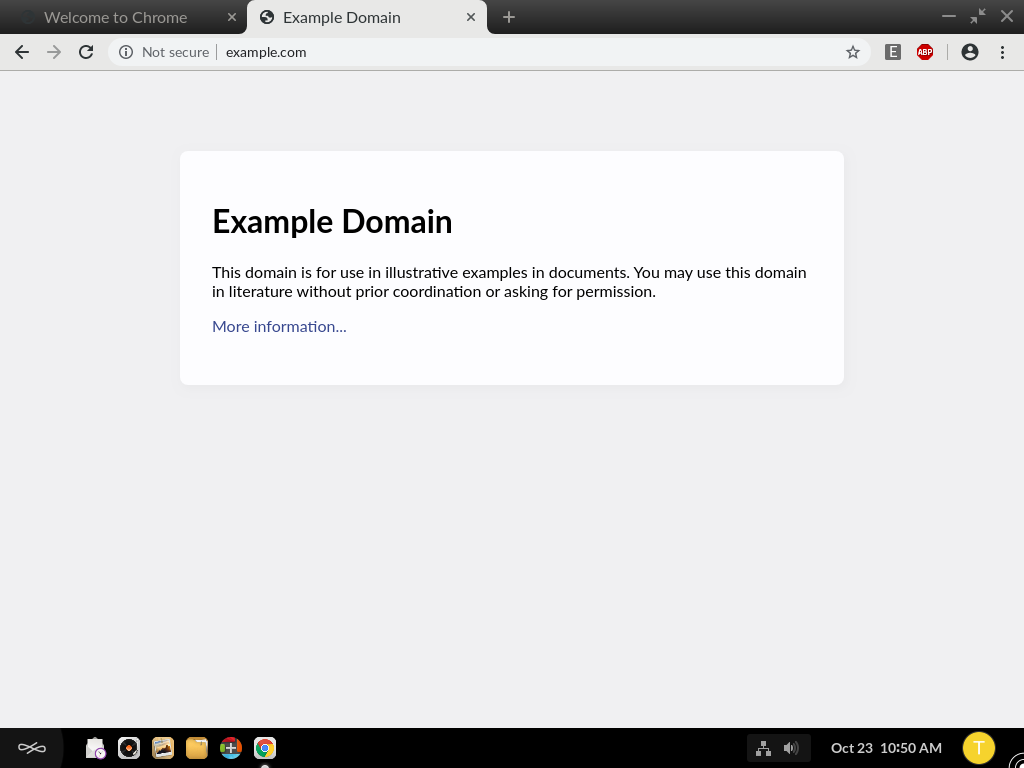 Welcome to Chrome
Example Domain
Not secure
example.com
E
ABP
Example Domain
This domain is for use in illustrative examples in documents. You may use this domain
in literature without prior coordination or asking for permission.
More information...
Oct 23 10:50 AM
T